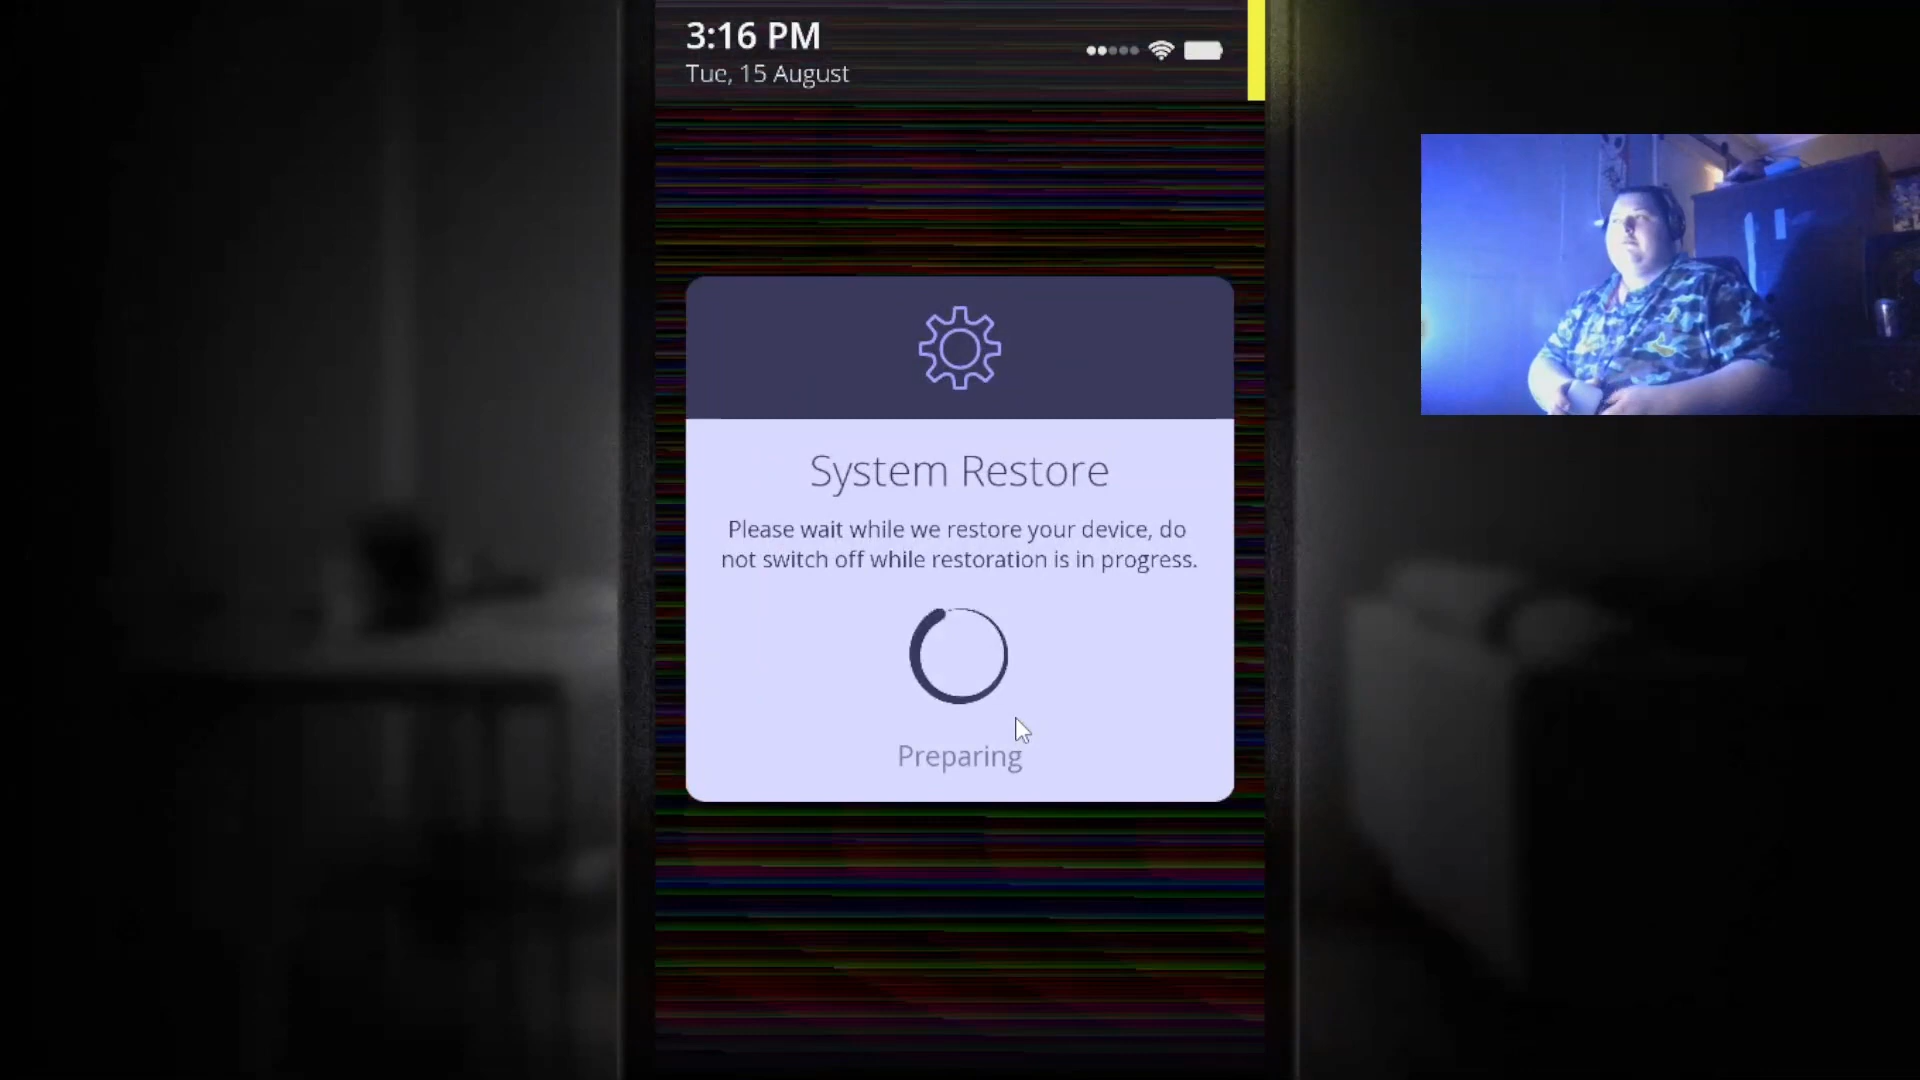 3:16 PM
Tue, 15 August
System Restore
Please wait while we restore your device, do
not switch off while restoration is in progress.
Preparing